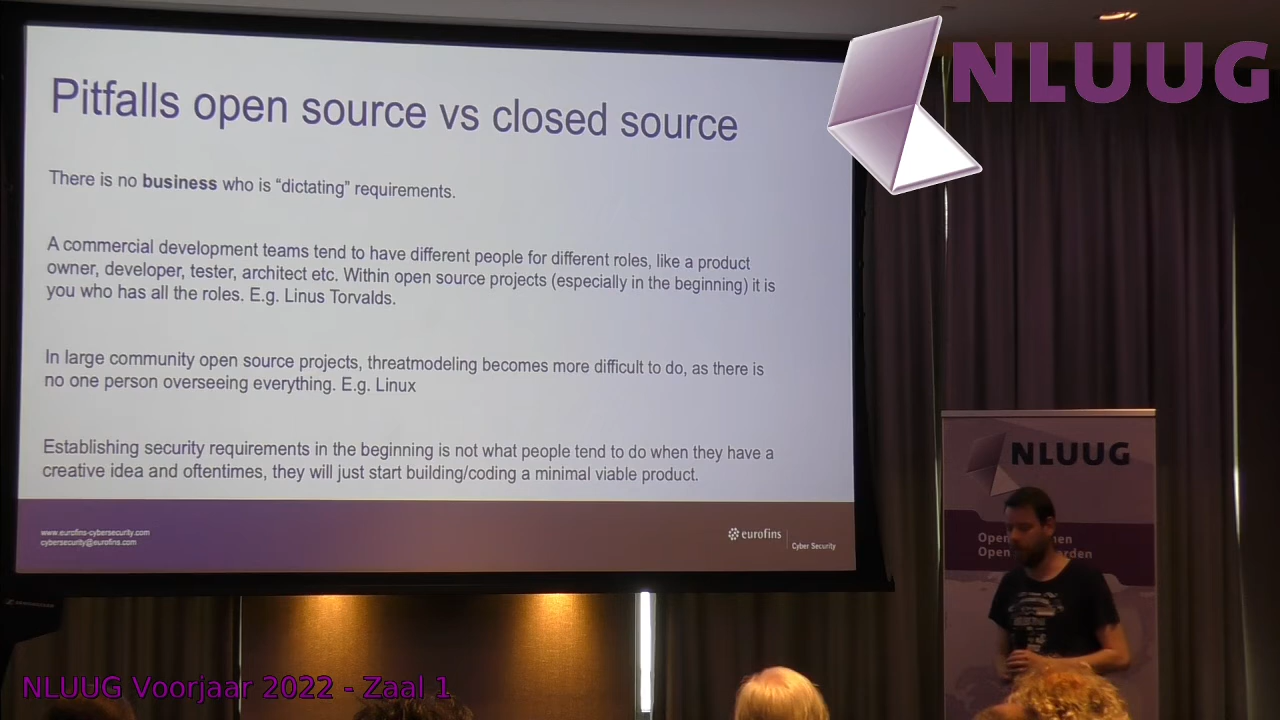 Pitfalls open source vs closed source
There is no business who is “dictating” requirements.
A commercial development teams tend to have different people for different roles, like a product
owner, developer, tester, architect etc. Within open source projects (especially in the beginning) it is
you who has all the roles. E.g. Linus Torvalds.
In large community open source projects, threatmodeling becomes more difficult to do, as there is
no one person overseeing everything. E.g. Linux
Establishing security requirements in the beginning is not what people tend to do when they have a
creative idea and oftentimes, they will just start building/coding a minimal viable product.
www.eurofins-cybersecurity.com
cybersecurity@eurofins.com
eurofins
Cyber Security
NLUUG
NLUUG
Open
Open
NLUUG Voorjaar 2022 - Zaal 1